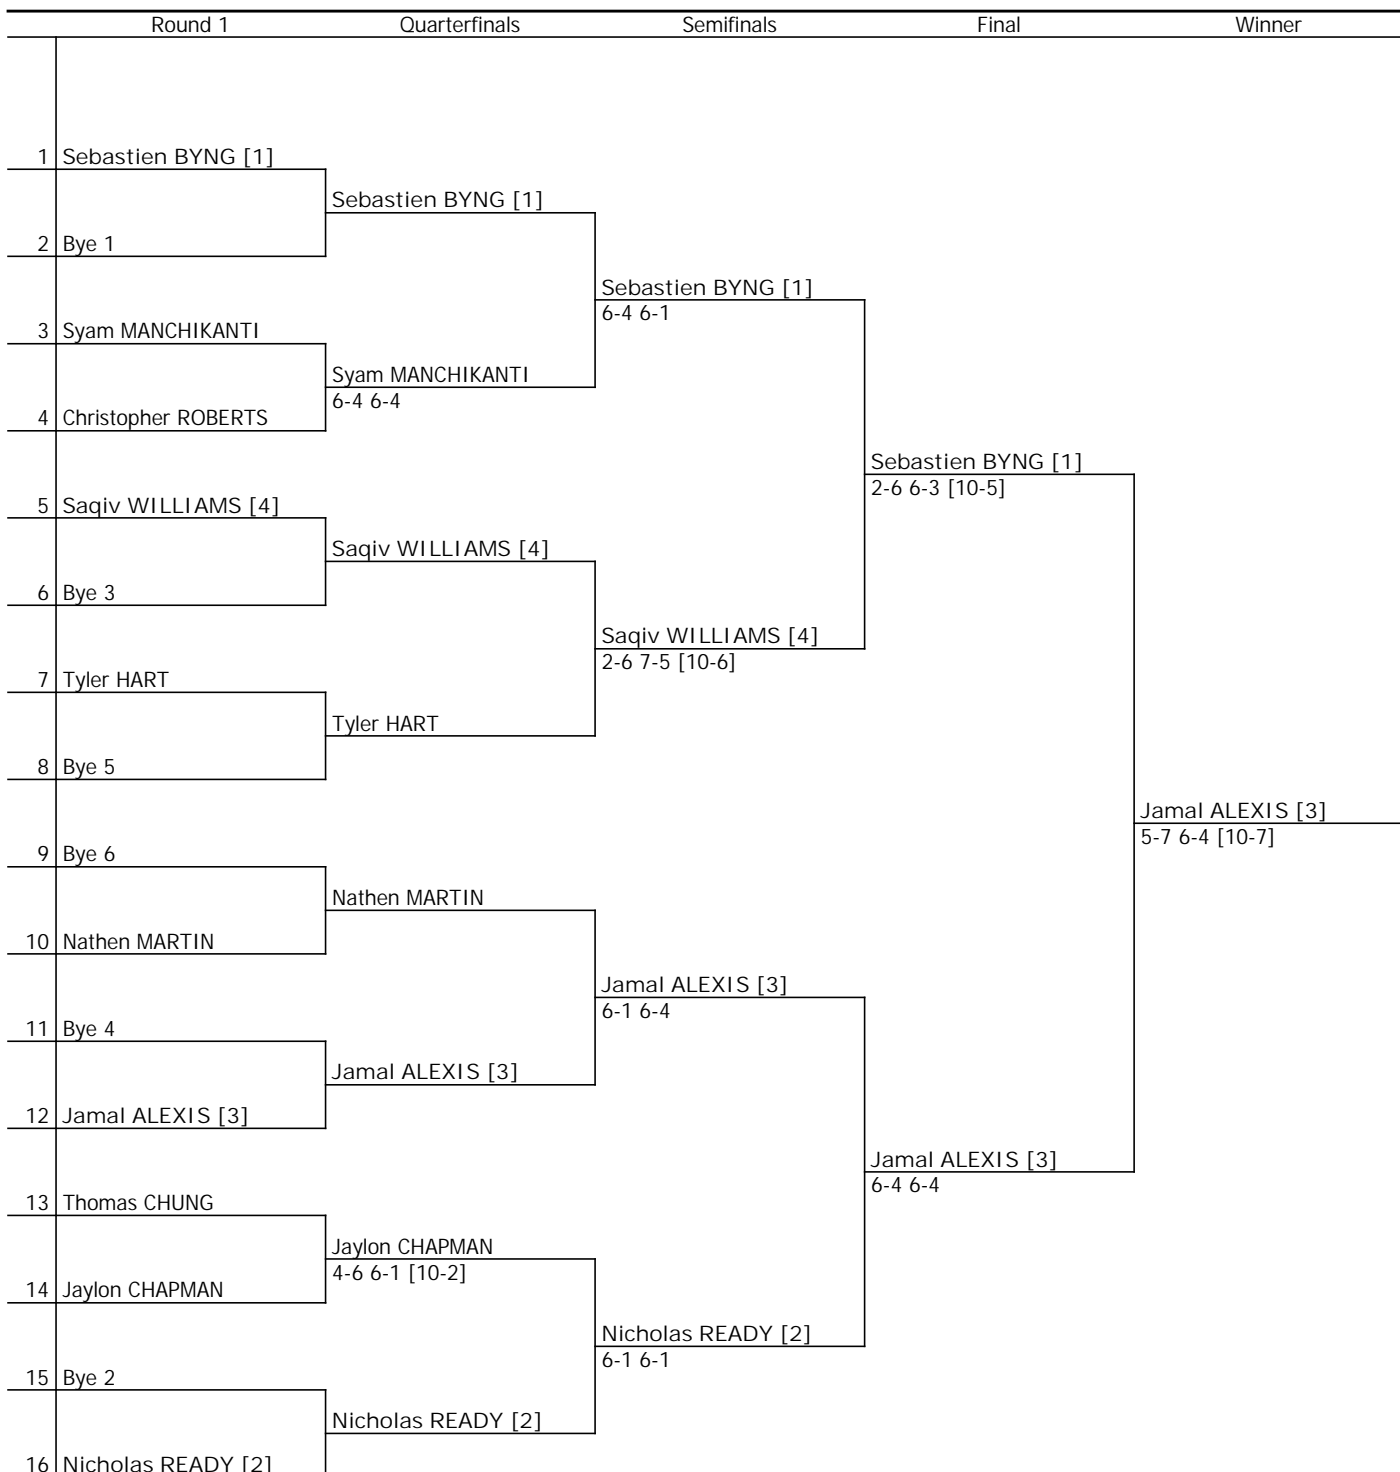 Round 1 Quarterfinals Semifinals Final Winner
1 Sebastien BYNG [1]
Sebastien BYNG [1]
2 Bye 1
Sebastien BYNG [1]
6-4 6-1
3 Syam MANCHIKANTI
Syam MANCHIKANTI
6-4 6-4
4 Christopher ROBERTS
Sebastien BYNG [1]
2-6 6-3 [10-5]
5 Saqiv WILLIAMS [4]
Saqiv WILLIAMS [4]
6 Bye 3
Saqiv WILLIAMS [4]
2-6 7-5 [10-6]
7 Tyler HART
Tyler HART
8 Bye 5
Jamal ALEXIS [3]
5-7 6-4 [10-7]
9 Bye 6
Nathen MARTIN
10 Nathen MARTIN
Jamal ALEXIS [3]
6-1 6-4
11 Bye 4
Jamal ALEXIS [3]
12 Jamal ALEXIS [3]
Jamal ALEXIS [3]
6-4 6-4
13 Thomas CHUNG
Jaylon CHAPMAN
4-6 6-1 [10-2]
14 Jaylon CHAPMAN
Nicholas READY [2]
6-1 6-1
15 Bye 2
Nicholas READY [2]
16 Nicholas READY [2]